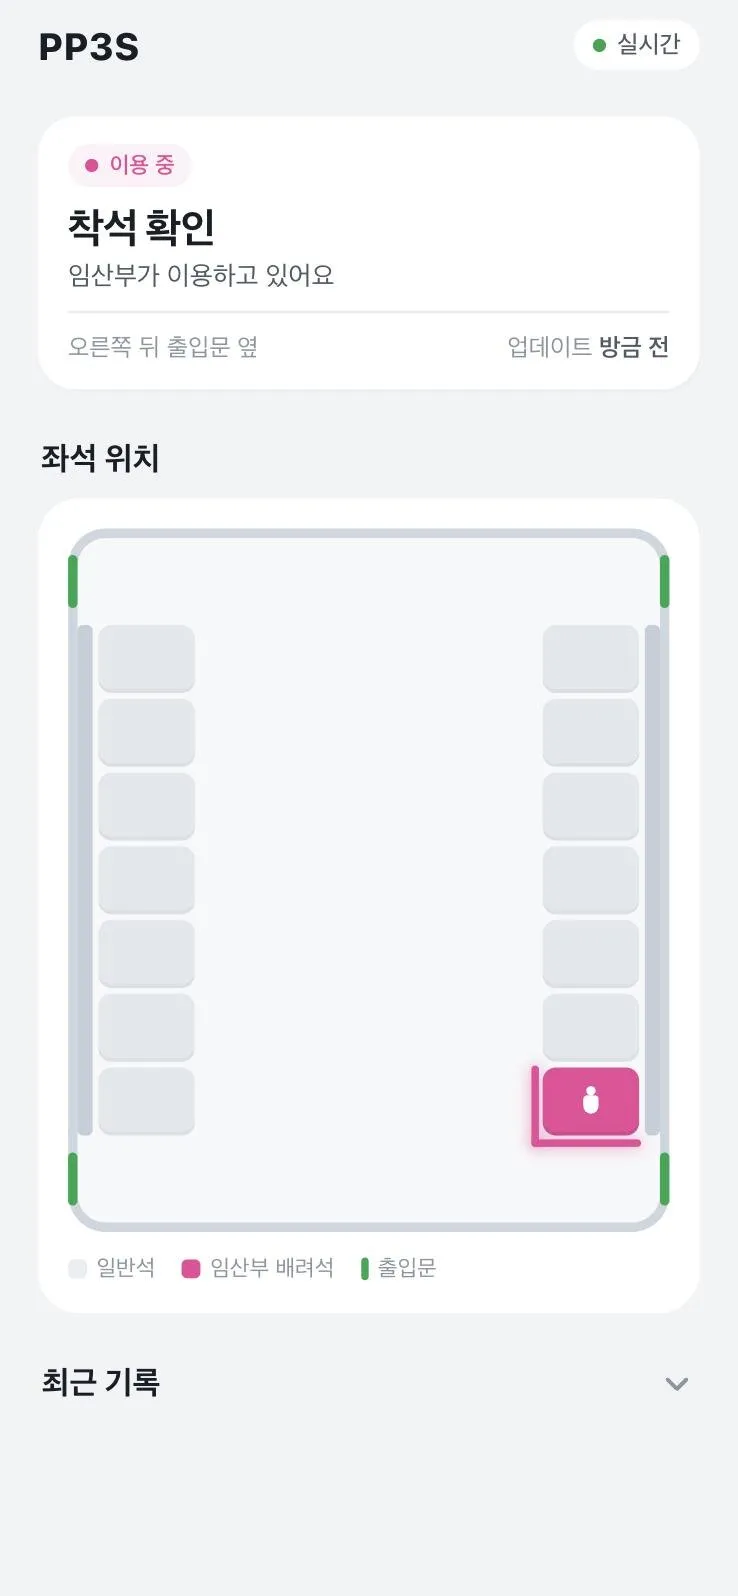 PP3S
실시간
이용 중
착석 확인
임산부가 이용하고 있어요
오른쪽 뒤 출입문 옆
업데이트 방금 전
좌석 위치
일반석
임산부 배려석
출입문
최근 기록